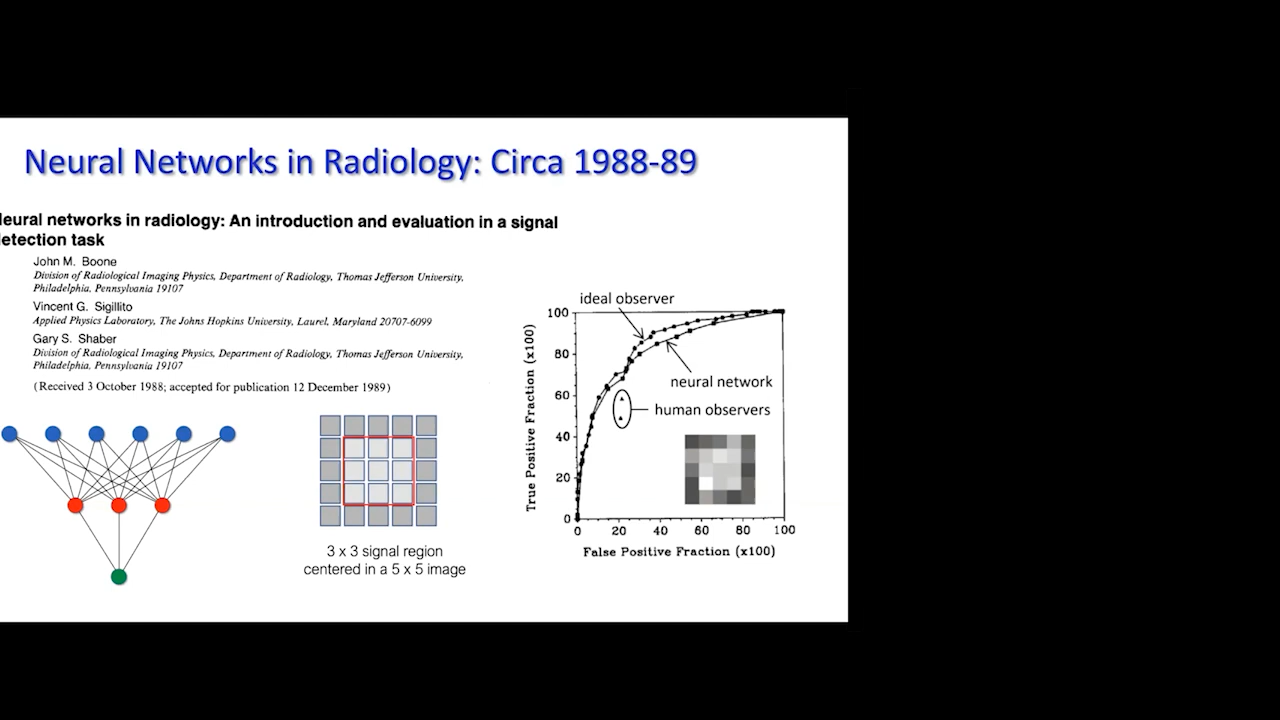 Neural Networks in Radiology: Circa 1988-89
leural networks in radiology: An introduction and evaluation in a signal
letection task
John M. Boone
Division of Radiological Imaging Physics, Department of Radiology, Thomas Jefferson University,
Philadelphia, Pennsylvania 19107
Vincent G. Sigillito
Applied Physics Laboratory, The Johns Hopkins University, Laurel, Maryland 20707-6099
Gary S. Shaber
Division of Radiological Imaging Physics, Department of Radiology, Thomas Jefferson University,
Philadelphia, Pennsylvania 19107
(Received 3 October 1988; accepted for publication 12 December 1989)
3 x 3 signal region
centered in a 5 x 5 image
ideal observer
neural network
human observers
True Positive Fraction (x100)
100
80
60
40
20
0
0 20 40 60 80 100
False Positive Fraction (x100)